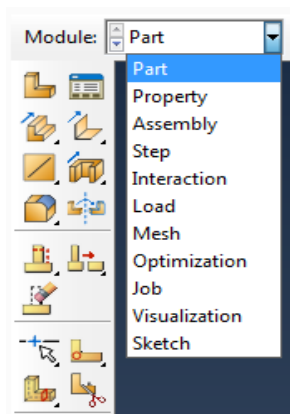 Module: Part
Part
Property
Assembly
Step
Interaction
Load
Mesh
Optimization
Job
Visualization
Sketch